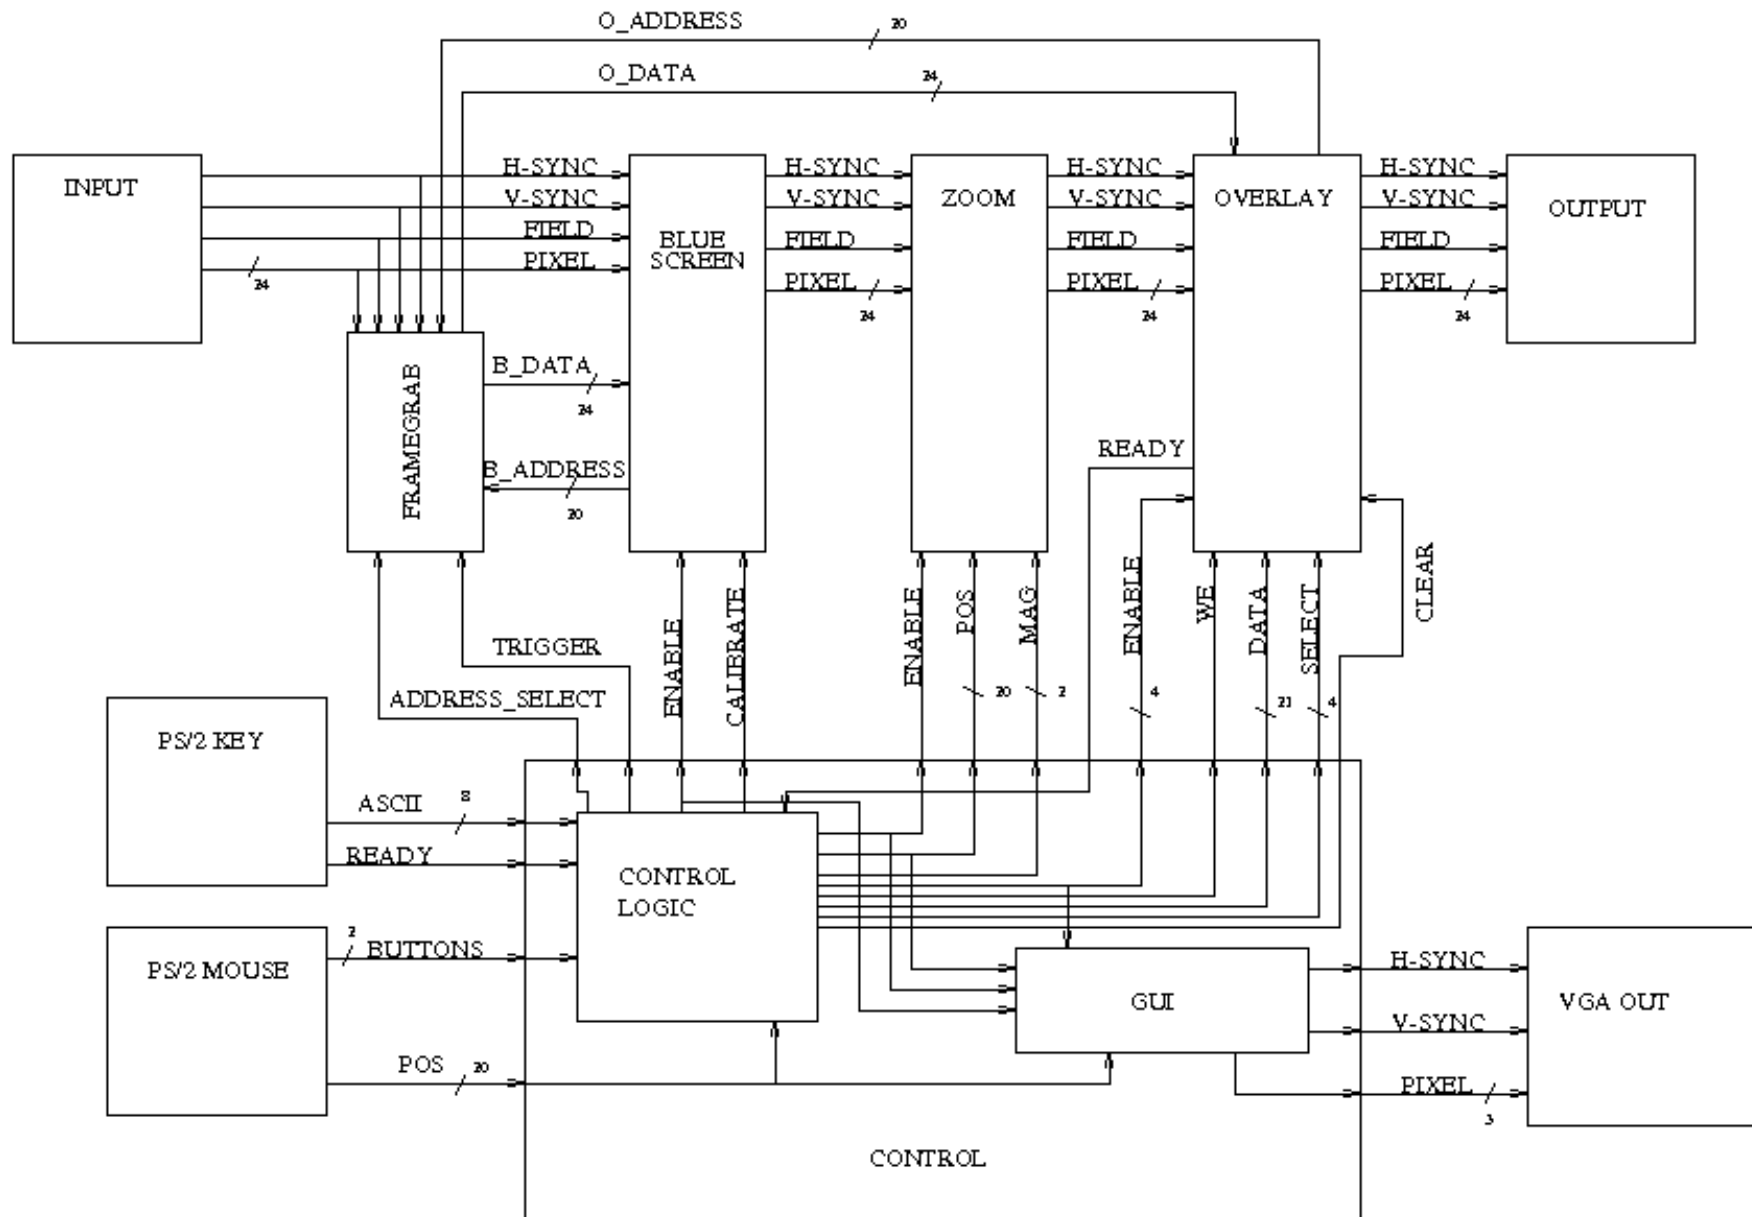 O_ADDRESS 20
O_DATA 24
INPUT
H-SYNC
V-SYNC
FIELD
PIXEL
24
BLUE
SCREEN
H-SYNC
V-SYNC
FIELD
PIXEL
24
ZOOM
H-SYNC
V-SYNC
FIELD
PIXEL
24
OVERLAY
H-SYNC
V-SYNC
FIELD
PIXEL
24
OUTPUT
FRAMEGRAB
B_DATA
24
B_ADDRESS
20
READY
TRIGGER
ADDRESS_SELECT
ENABLE
CALIBRATE
ENABLE
POS
20
MAG
2
ENABLE
4
WE
DATA
21
SELECT
4
CLEAR
PS/2 KEY
ASCII 8
READY
PS/2 MOUSE
2 BUTTONS
POS 20
CONTROL
LOGIC
GUI
H-SYNC
V-SYNC
PIXEL
3
VGA OUT
CONTROL